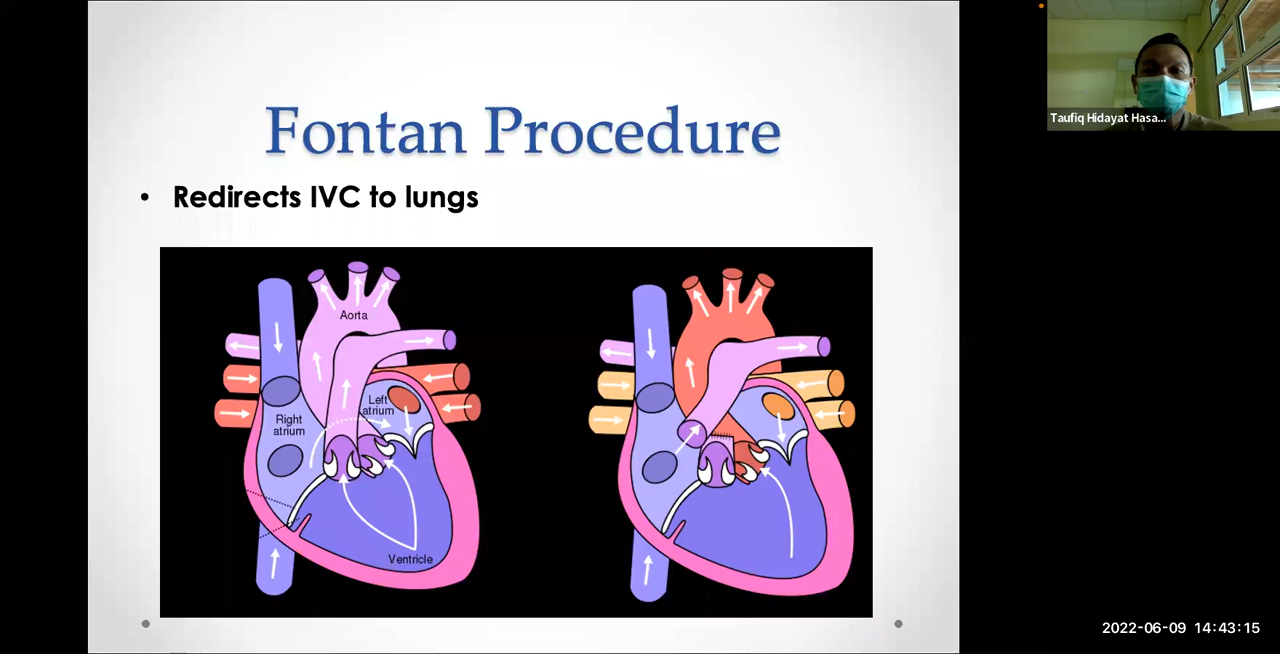 Fontan Procedure
• Redirects IVC to lungs
Aorta
Left
atrium
Right
atrium
Ventricle
Taufiq Hidayat Hasa...
2022-06-09 14:43:15